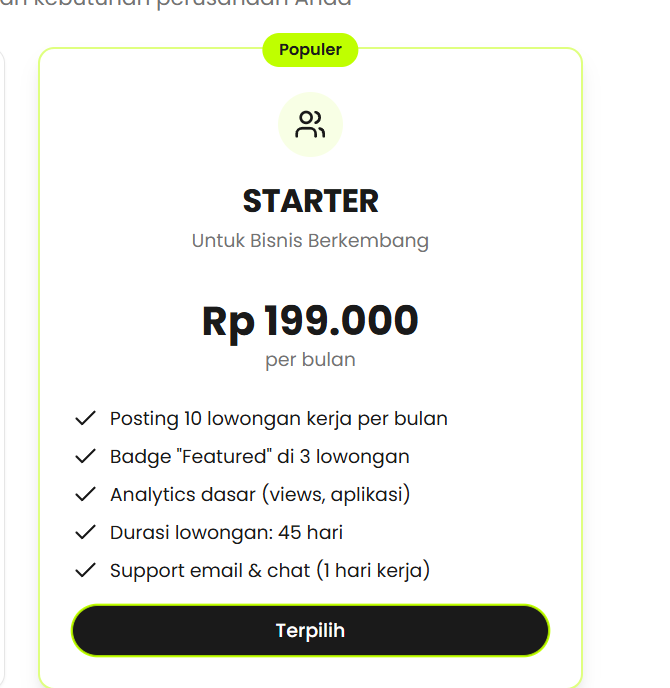 an kebutuhan perusahaan Anda
Populer
STARTER
Untuk Bisnis Berkembang
Rp 199.000
per bulan
Posting 10 lowongan kerja per bulan
Badge "Featured" di 3 lowongan
Analytics dasar (views, aplikasi)
Durasi lowongan: 45 hari
Support email & chat (1 hari kerja)
Terpilih